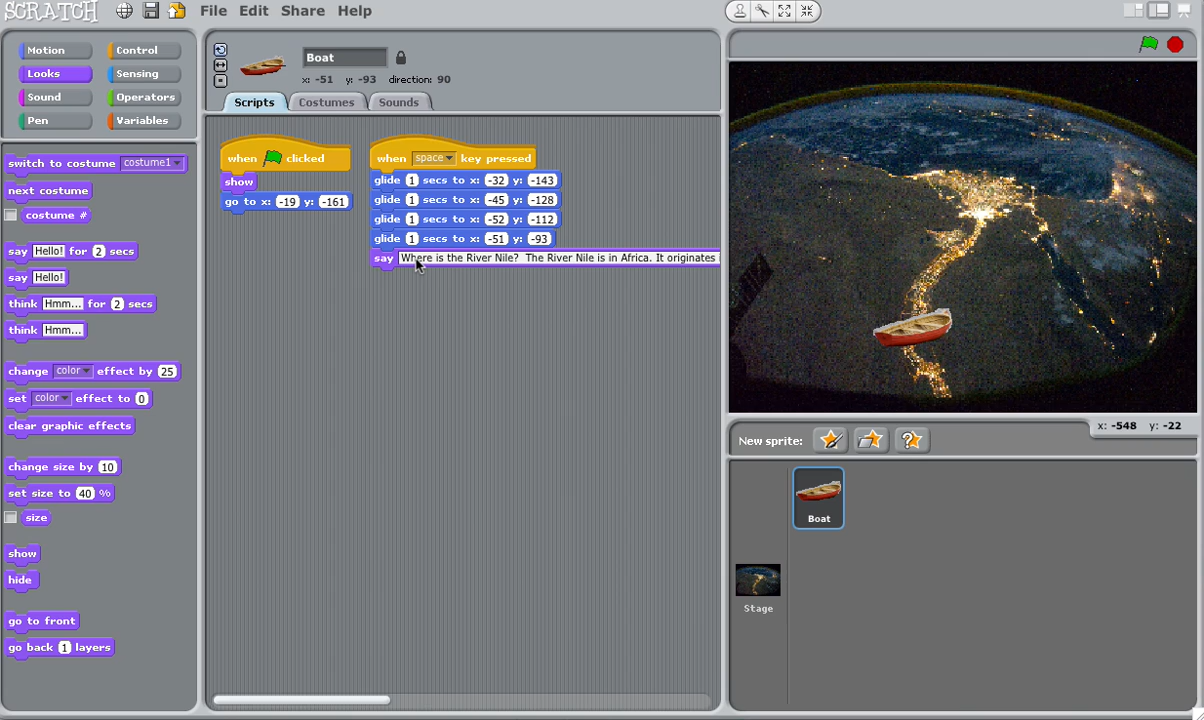 SCRATCH File Edit Share Help
Motion Control
Looks Sensing
Sound Operators
Pen Variables
switch to costume costume1
next costume
costume #
say Hello! for 2 secs
say Hello!
think Hmm... for 2 secs
think Hmm...
change color effect by 25
set color effect to 0
clear graphic effects
change size by 10
set size to 40 %
size
show
hide
go to front
go back 1 layers
Boat
x: -51 y: -93 direction: 90
Scripts Costumes Sounds
when clicked
show
go to x: -19 y: -161
when space key pressed
glide 1 secs to x: -32 y: -143
glide 1 secs to x: -45 y: -128
glide 1 secs to x: -52 y: -112
glide 1 secs to x: -51 y: -93
say Where is the River Nile? The River Nile is in Africa. It originates
x: -548 y: -22
New sprite:
Boat
Stage